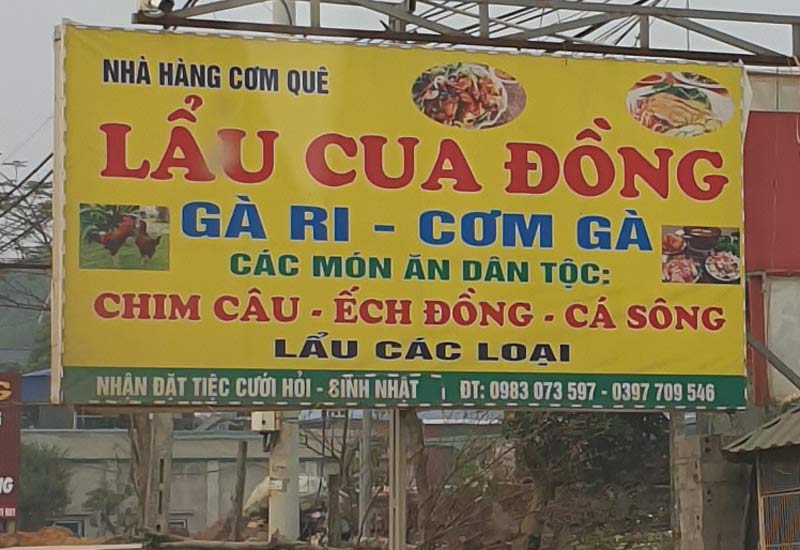 NHÀ HÀNG CƠM QUÊ
LẨU CUA ĐỒNG
GÀ RI - CƠM GÀ
CÁC MÓN ĂN DÂN TỘC:
CHIM CÂU - ẾCH ĐỒNG - CÁ SÔNG
LẨU CÁC LOẠI
NHẬN ĐẶT TIỆC CƯỚI HỎI - SINH NHẬT ĐT: 0983 073 597 - 0397 709 546